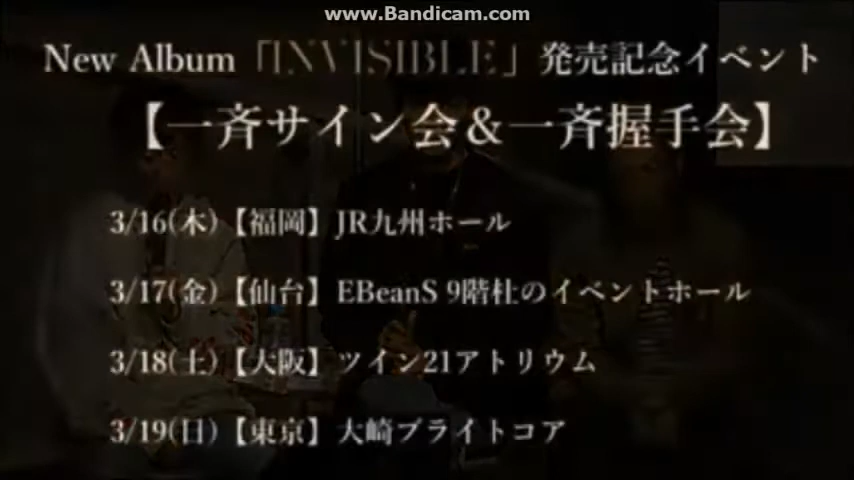 www.Bandicam.com
New Album「INVISIBLE」発売記念イベント
【一斉サイン会＆一斉握手会】
3/16(木)【福岡】JR九州ホール
3/17(金)【仙台】EBeanS 9階杜のイベントホール
3/18(土)【大阪】ツイン21アトリウム
3/19(日)【東京】大崎ブライトコア